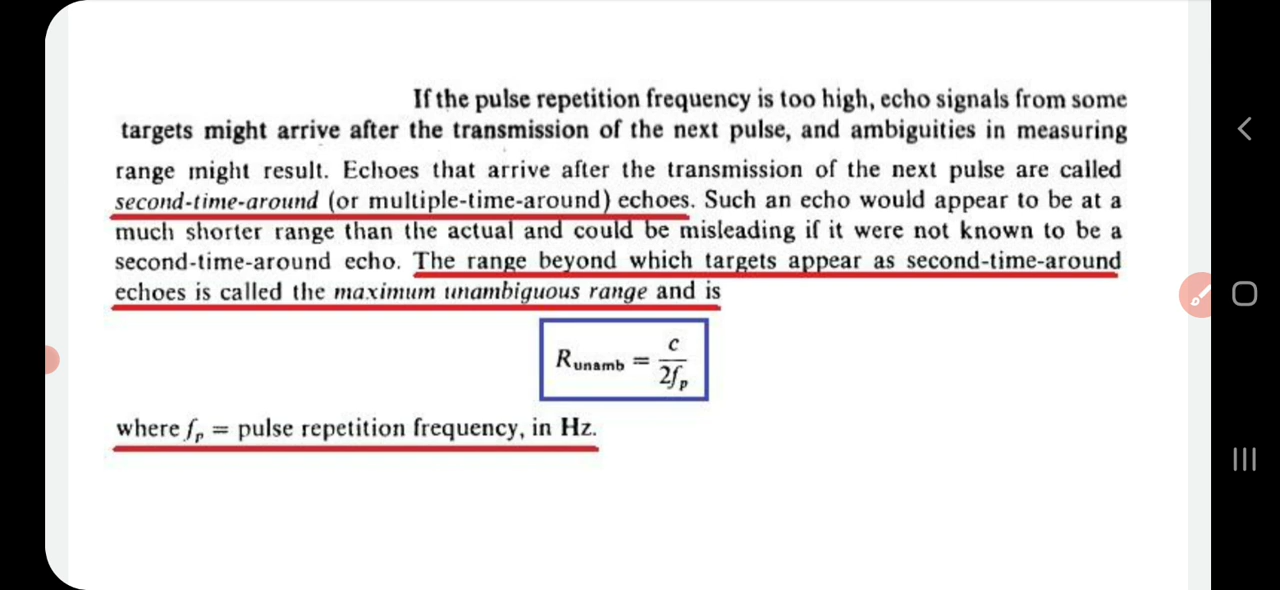 If the pulse repetition frequency is too high, echo signals from some
targets might arrive after the transmission of the next pulse, and ambiguities in measuring
range might result. Echoes that arrive after the transmission of the next pulse are called
second-time-around (or multiple-time-around) echoes. Such an echo would appear to be at a
much shorter range than the actual and could be misleading if it were not known to be a
second-time-around echo. The range beyond which targets appear as second-time-around
echoes is called the maximum unambiguous range and is
R_unamb = c / 2f_p
where f_p = pulse repetition frequency, in Hz.